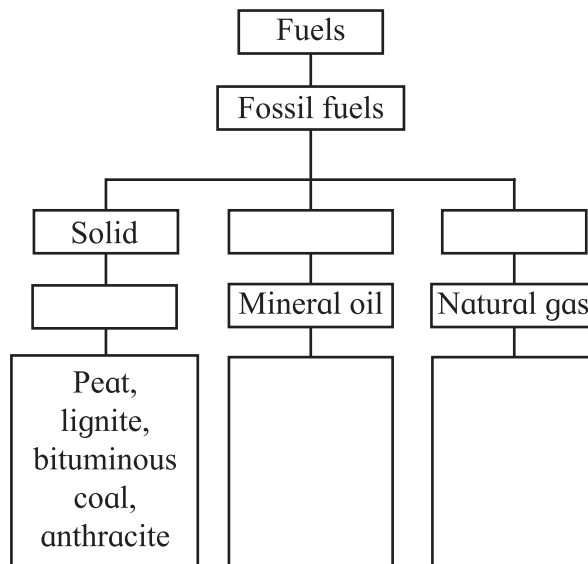 Fuels
Fossil fuels
Solid
Mineral oil
Natural gas
Peat,
lignite,
bituminous
coal,
anthracite